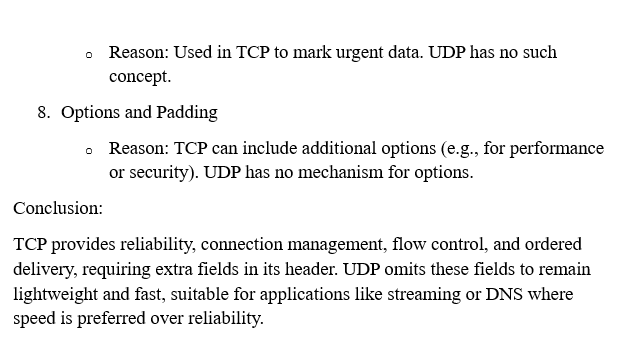 o Reason: Used in TCP to mark urgent data. UDP has no such
concept.
8. Options and Padding
o Reason: TCP can include additional options (e.g., for performance
or security). UDP has no mechanism for options.
Conclusion:
TCP provides reliability, connection management, flow control, and ordered
delivery, requiring extra fields in its header. UDP omits these fields to remain
lightweight and fast, suitable for applications like streaming or DNS where
speed is preferred over reliability.